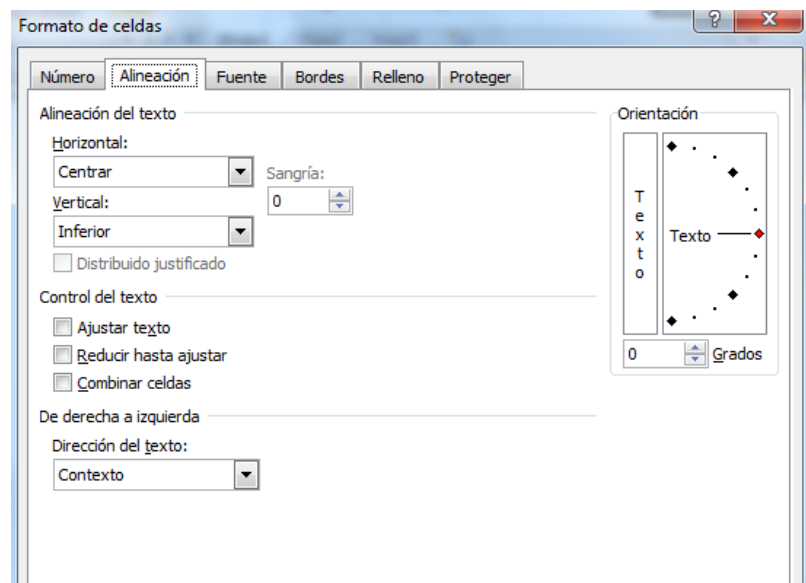 Formato de celdas
?
Número Alineación Fuente Bordes Relleno Proteger
Alineación del texto
Horizontal:
Centrar
Sangría:
0
Vertical:
Inferior
Distribuido justificado
Control del texto
Ajustar texto
Reducir hasta ajustar
Combinar celdas
De derecha a izquierda
Dirección del texto:
Contexto
Orientación
Texto
Texto
0 Grados